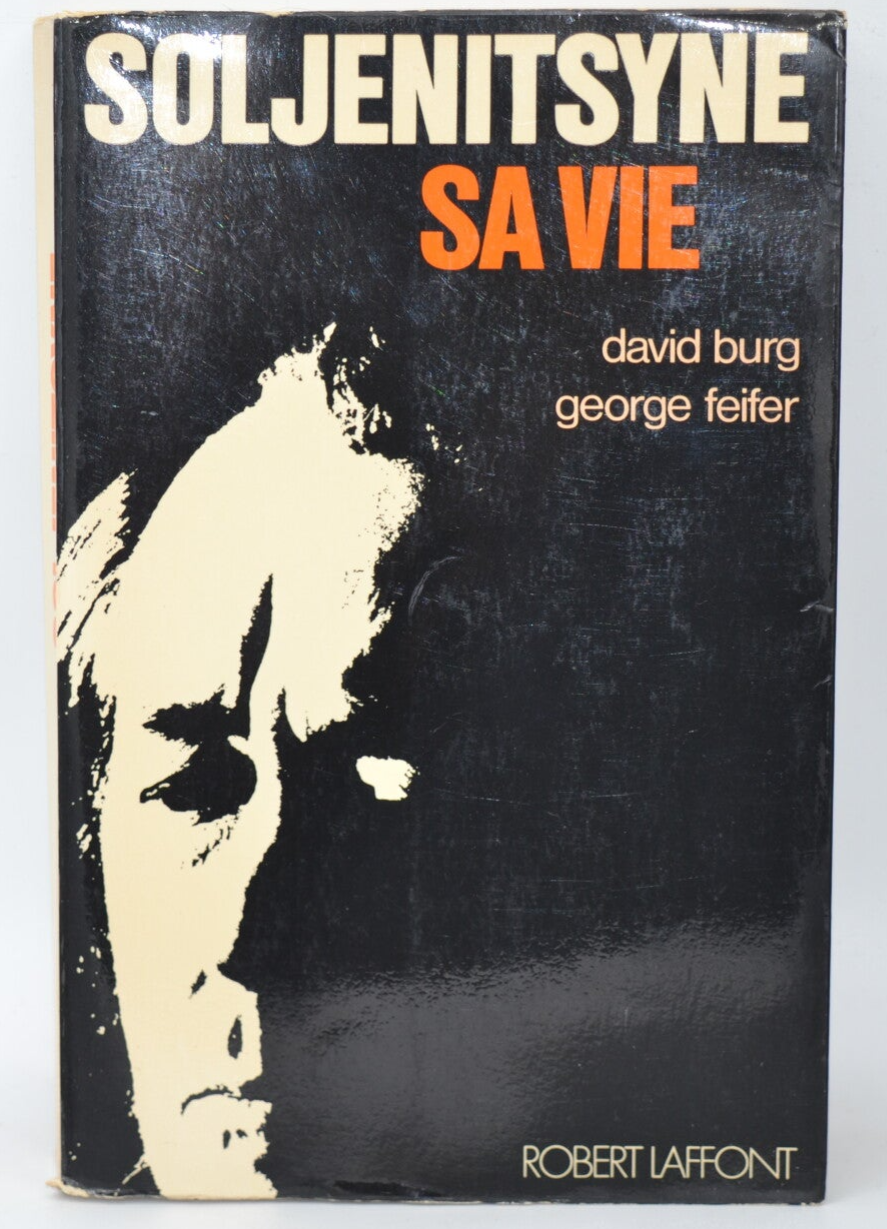 SOLJENITSYNE
SA VIE
david burg
george feifer
ROBERT LAFFONT